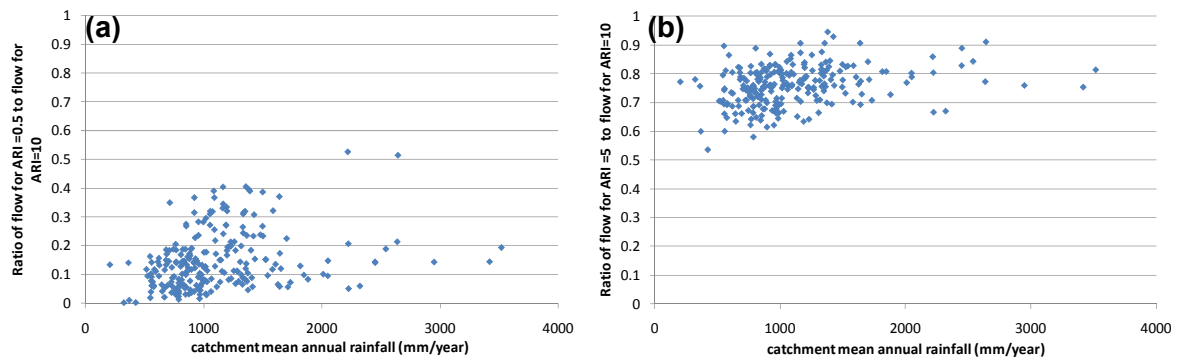 (a)
Ratio of flow for ARI =0.5 to flow for
ARI=10
1
0.9
0.8
0.7
0.6
0.5
0.4
0.3
0.2
0.1
0
0 1000 2000 3000 4000
catchment mean annual rainfall (mm/year)
(b)
Ratio of flow for ARI =5 to flow for ARI=10
1
0.9
0.8
0.7
0.6
0.5
0.4
0.3
0.2
0.1
0
0 1000 2000 3000 4000
catchment mean annual rainfall (mm/year)